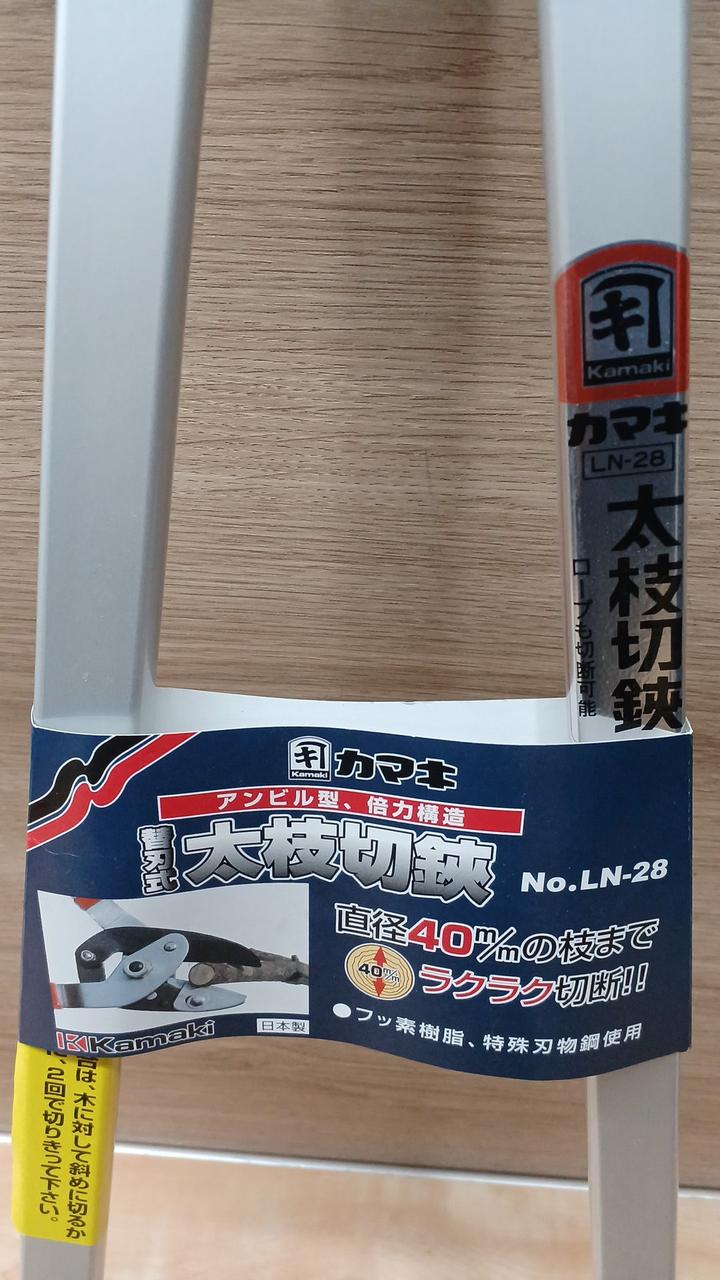 キ
Kamaki
カマキ
LN-28
太枝切鋏
ロープも切断可能
キ
Kamaki
カマキ
アンビル型、倍力構造
替刃式
太枝切鋏
No.LN-28
直径40m/mの枝まで
40m/m
ラクラク切断!!
●フッ素樹脂、特殊刃物鋼使用
日本製
Kamaki
合は、木に対して斜めに切るか
、2回で切りきって下さい。